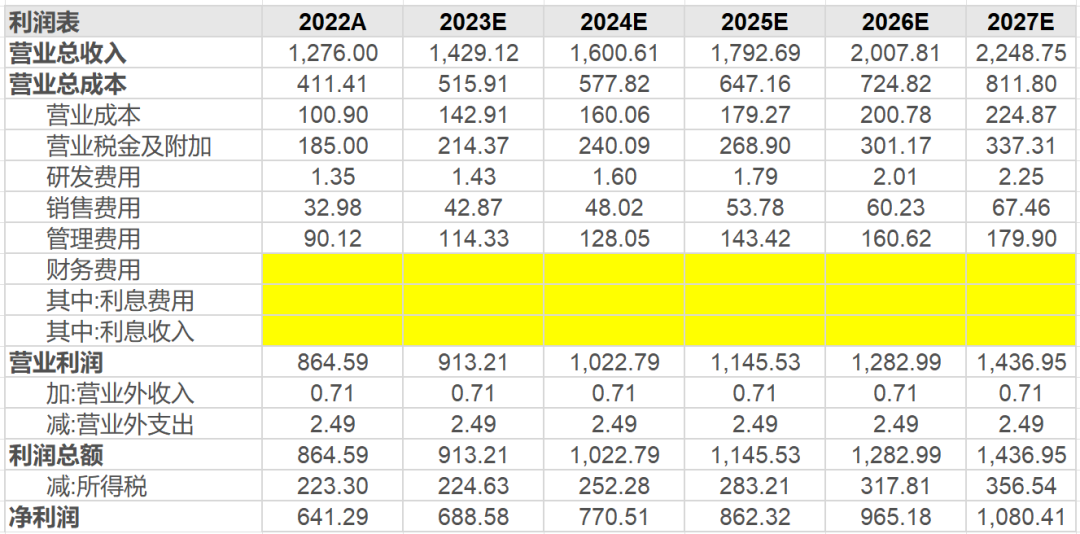 利润表 2022A 2023E 2024E 2025E 2026E 2027E
营业总收入 1,276.00 1,429.12 1,600.61 1,792.69 2,007.81 2,248.75
营业总成本 411.41 515.91 577.82 647.16 724.82 811.80
营业成本 100.90 142.91 160.06 179.27 200.78 224.87
营业税金及附加 185.00 214.37 240.09 268.90 301.17 337.31
研发费用 1.35 1.43 1.60 1.79 2.01 2.25
销售费用 32.98 42.87 48.02 53.78 60.23 67.46
管理费用 90.12 114.33 128.05 143.42 160.62 179.90
财务费用
其中:利息费用
其中:利息收入
营业利润 864.59 913.21 1,022.79 1,145.53 1,282.99 1,436.95
加:营业外收入 0.71 0.71 0.71 0.71 0.71 0.71
减:营业外支出 2.49 2.49 2.49 2.49 2.49 2.49
利润总额 864.59 913.21 1,022.79 1,145.53 1,282.99 1,436.95
减:所得税 223.30 224.63 252.28 283.21 317.81 356.54
净利润 641.29 688.58 770.51 862.32 965.18 1,080.41